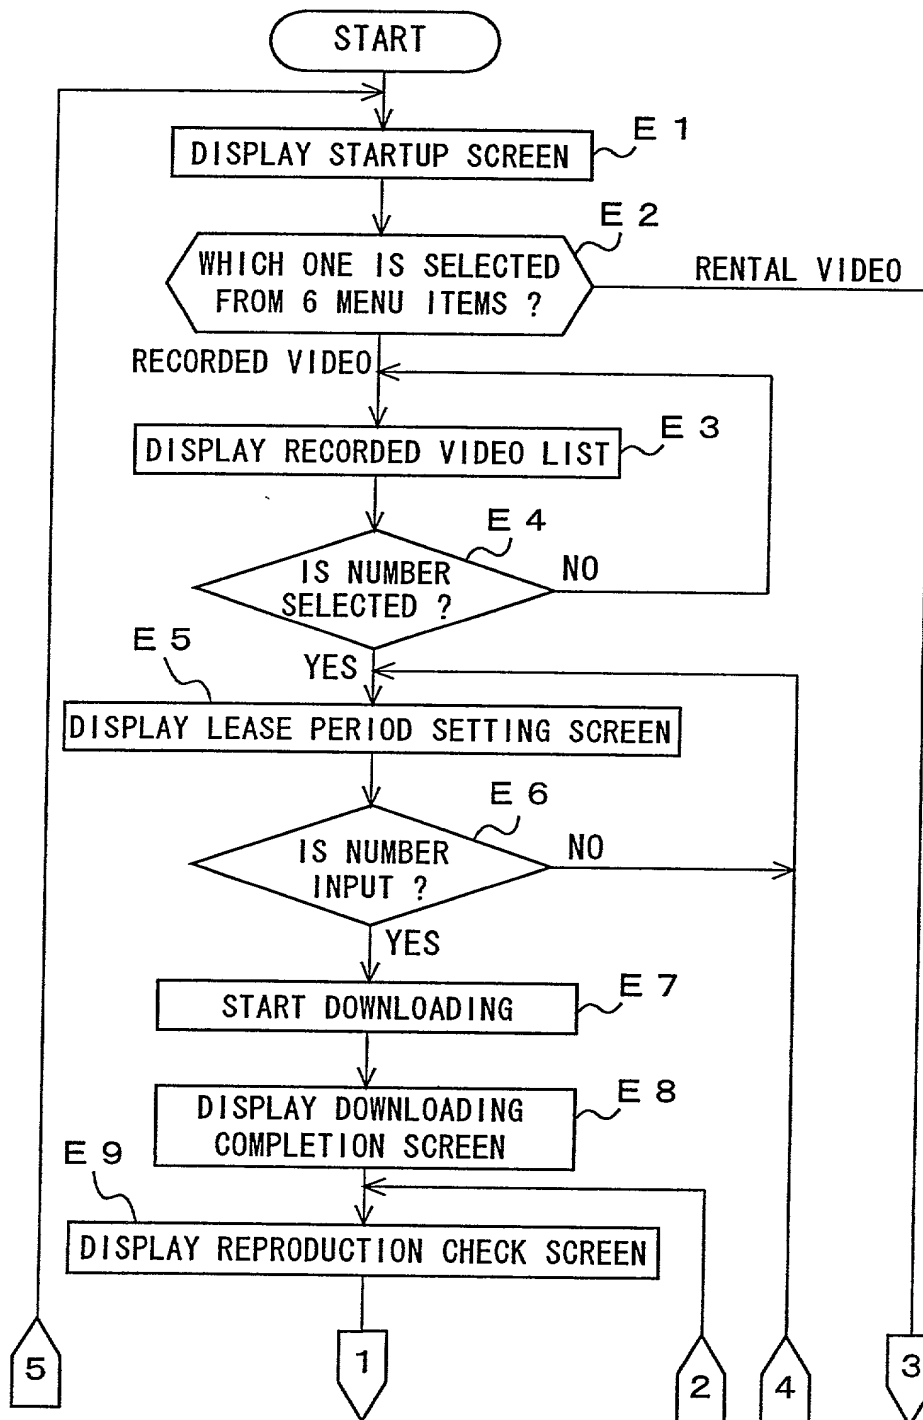 START
E 1
DISPLAY STARTUP SCREEN
E 2
WHICH ONE IS SELECTED
FROM 6 MENU ITEMS ?
RENTAL VIDEO
RECORDED VIDEO
E 3
DISPLAY RECORDED VIDEO LIST
E 4
IS NUMBER
SELECTED ?
NO
E 5
YES
DISPLAY LEASE PERIOD SETTING SCREEN
E 6
IS NUMBER
INPUT ?
NO
YES
E 7
START DOWNLOADING
E 8
DISPLAY DOWNLOADING
COMPLETION SCREEN
E 9
DISPLAY REPRODUCTION CHECK SCREEN
5
1
2
4
3